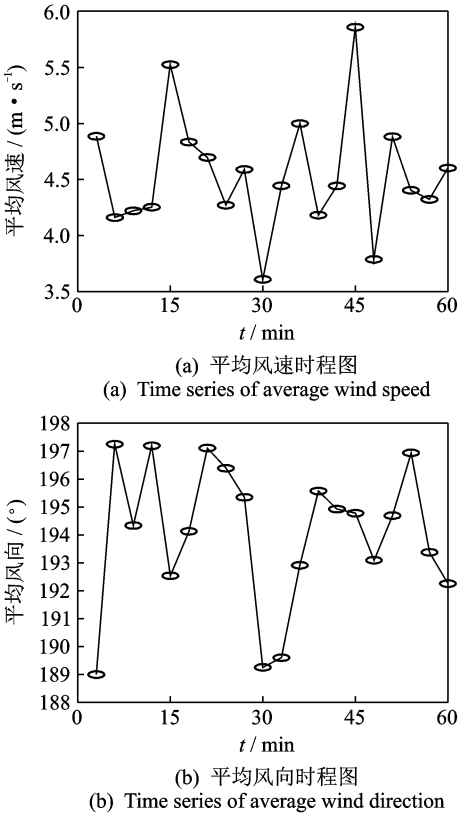 6.0
5.5
5.0
4.5
4.0
3.5
平均风速 / (m·s⁻¹)
0 15 30 45 60
t / min
(a) 平均风速时程图
(a) Time series of average wind speed
198
197
196
195
194
193
192
191
190
189
188
平均风向 / (°)
0 15 30 45 60
t / min
(b) 平均风向时程图
(b) Time series of average wind direction